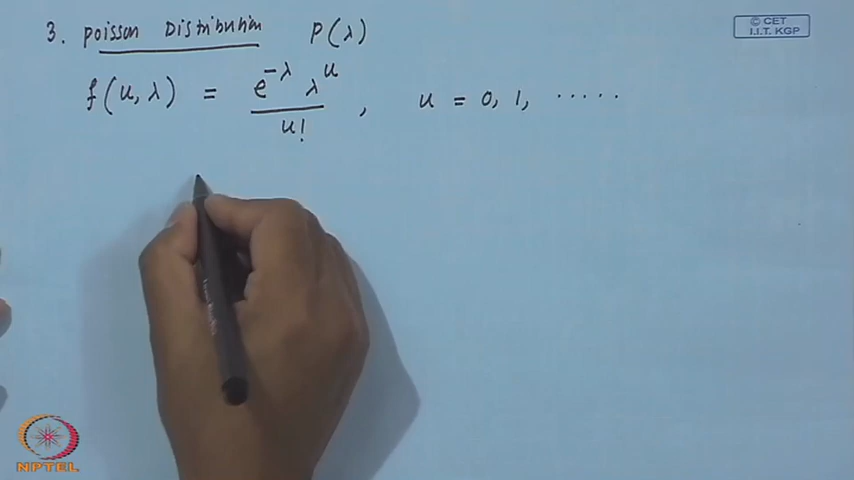 3. Poisson Distribution P(λ)
f(u, λ) = e^{-λ} λ^u / u! , u = 0, 1, .....
© CET
I.I.T. KGP
NPTEL